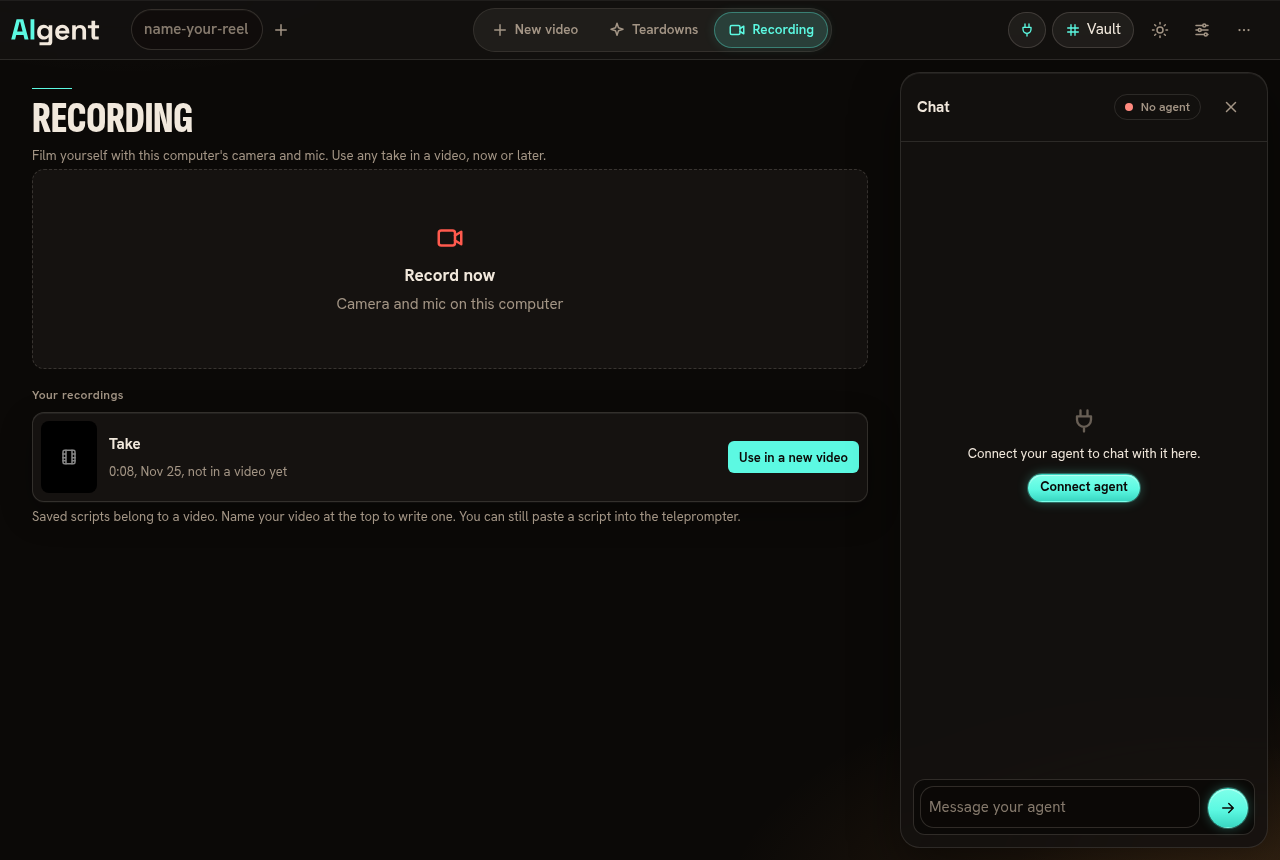 AIgent
name-your-reel
New video
Teardowns
Recording
Vault
RECORDING
Film yourself with this computer's camera and mic. Use any take in a video, now or later.
Record now
Camera and mic on this computer
Your recordings
Take
0:08, Nov 25, not in a video yet
Use in a new video
Saved scripts belong to a video. Name your video at the top to write one. You can still paste a script into the teleprompter.
Chat
No agent
Connect your agent to chat with it here.
Connect agent
Message your agent